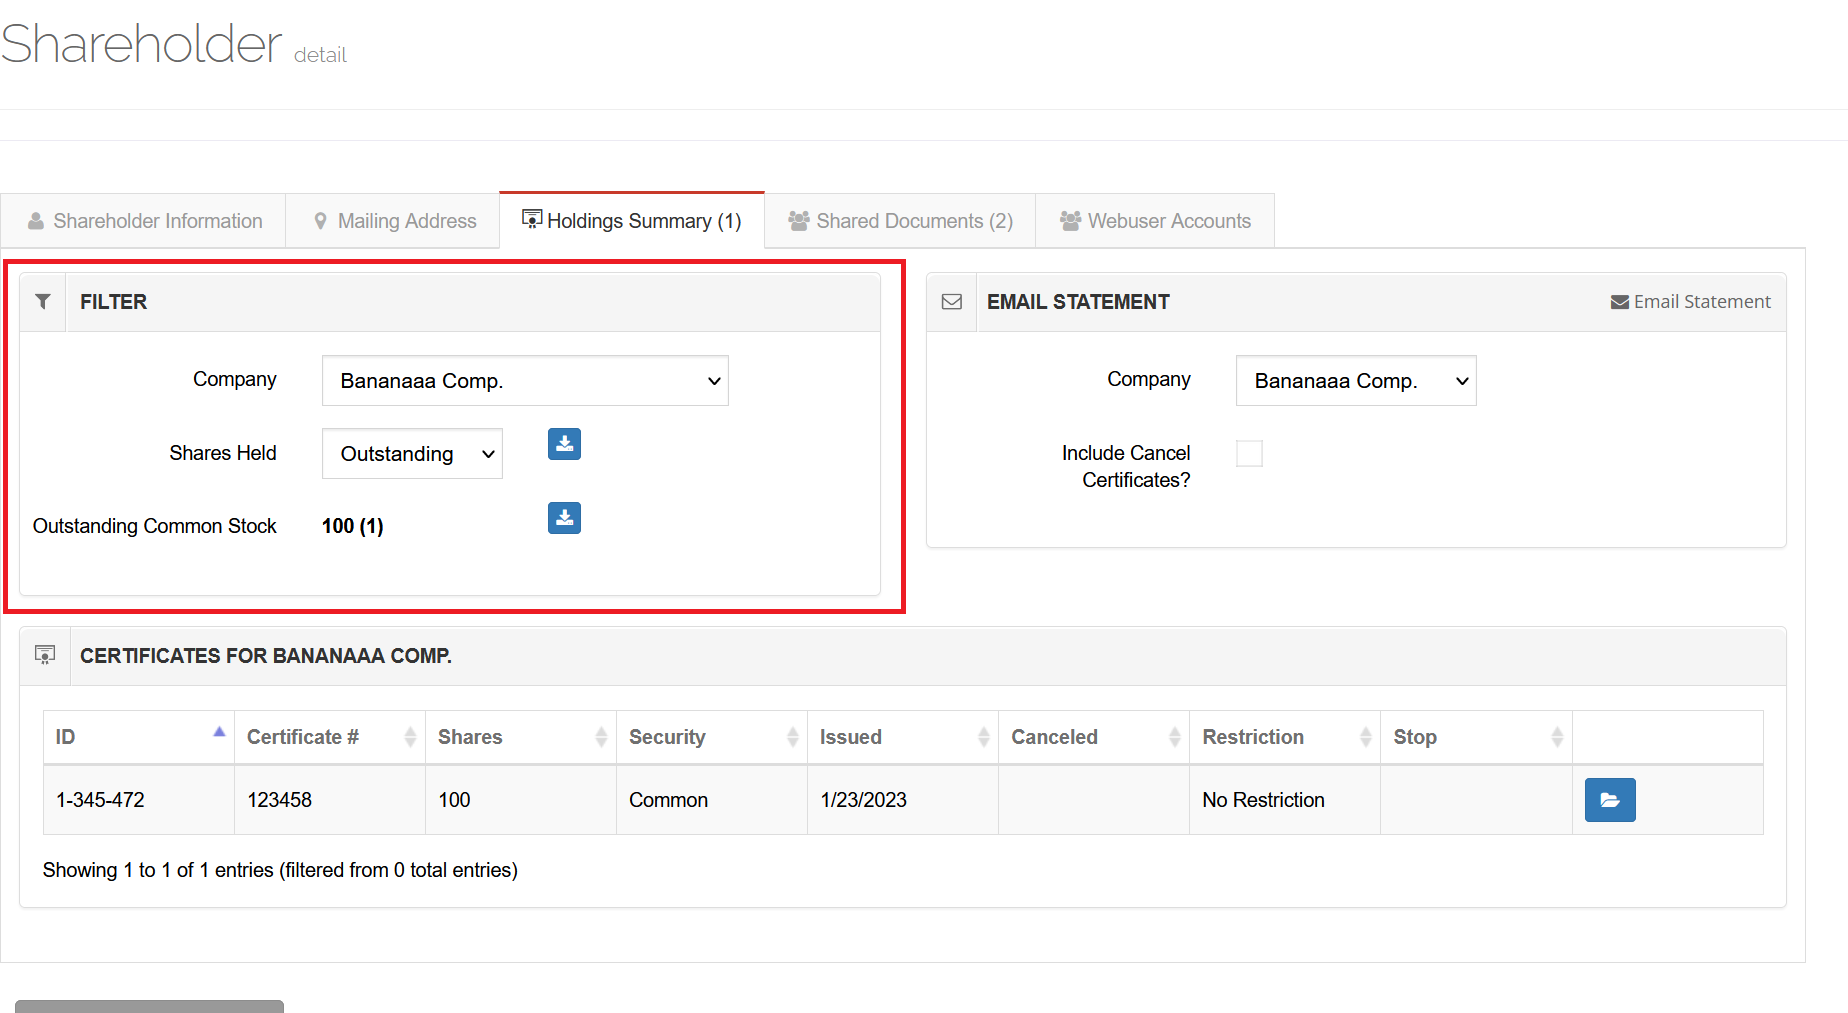 Shareholder detail
Shareholder Information
Mailing Address
Holdings Summary (1)
Shared Documents (2)
Webuser Accounts
FILTER
Company
Bananaaa Comp.
Shares Held
Outstanding
Outstanding Common Stock
100 (1)
EMAIL STATEMENT
Email Statement
Company
Bananaaa Comp.
Include Cancel
Certificates?
CERTIFICATES FOR BANANAAA COMP.
ID Certificate # Shares Security Issued Canceled Restriction Stop
1-345-472 123458 100 Common 1/23/2023 No Restriction
Showing 1 to 1 of 1 entries (filtered from 0 total entries)